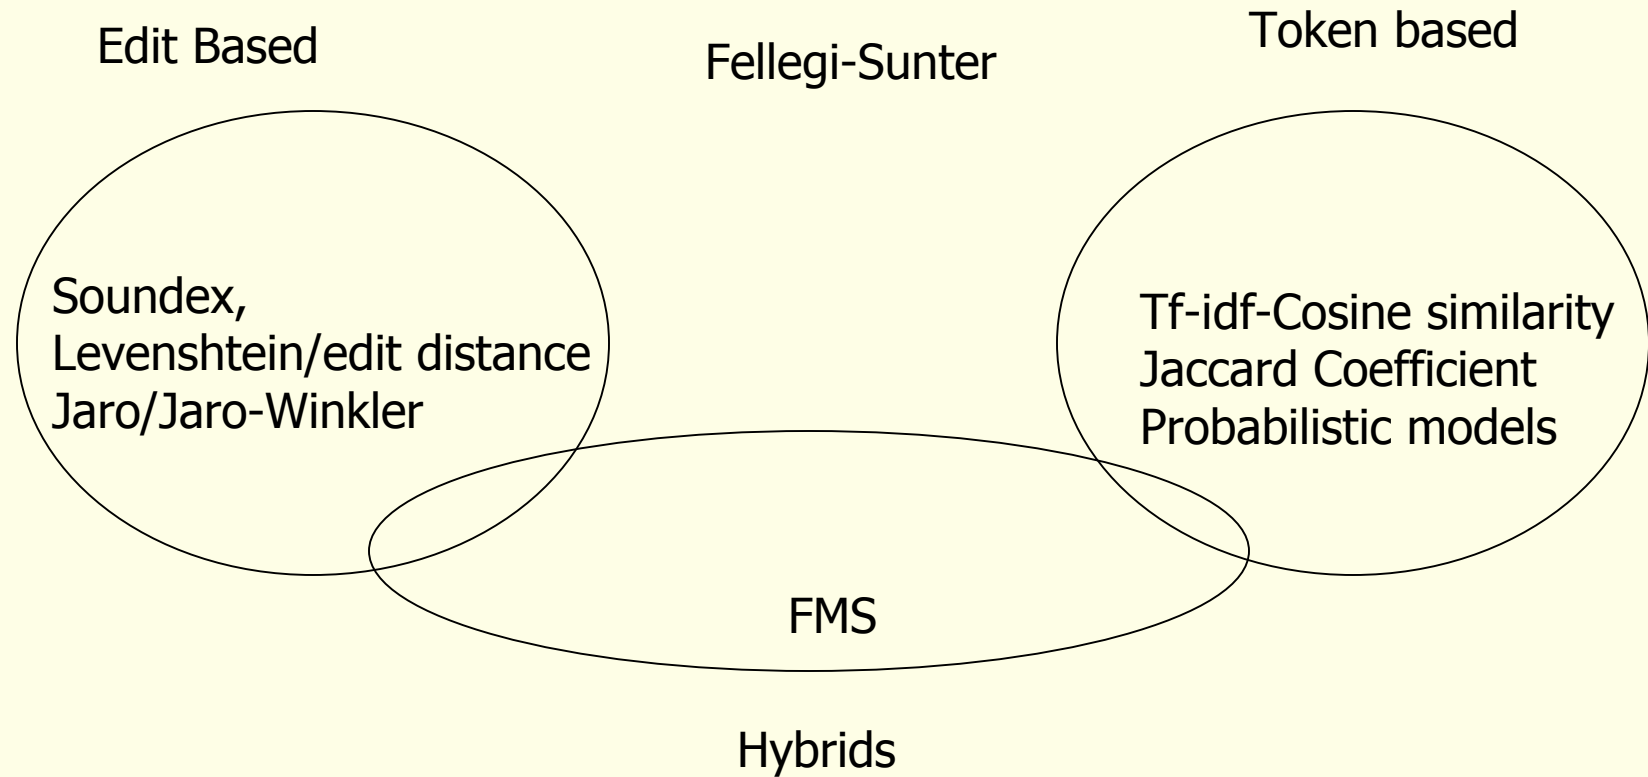 Edit Based
Fellegi-Sunter
Token based
Soundex,
Levenshtein/edit distance
Jaro/Jaro-Winkler
Tf-idf-Cosine similarity
Jaccard Coefficient
Probabilistic models
FMS
Hybrids